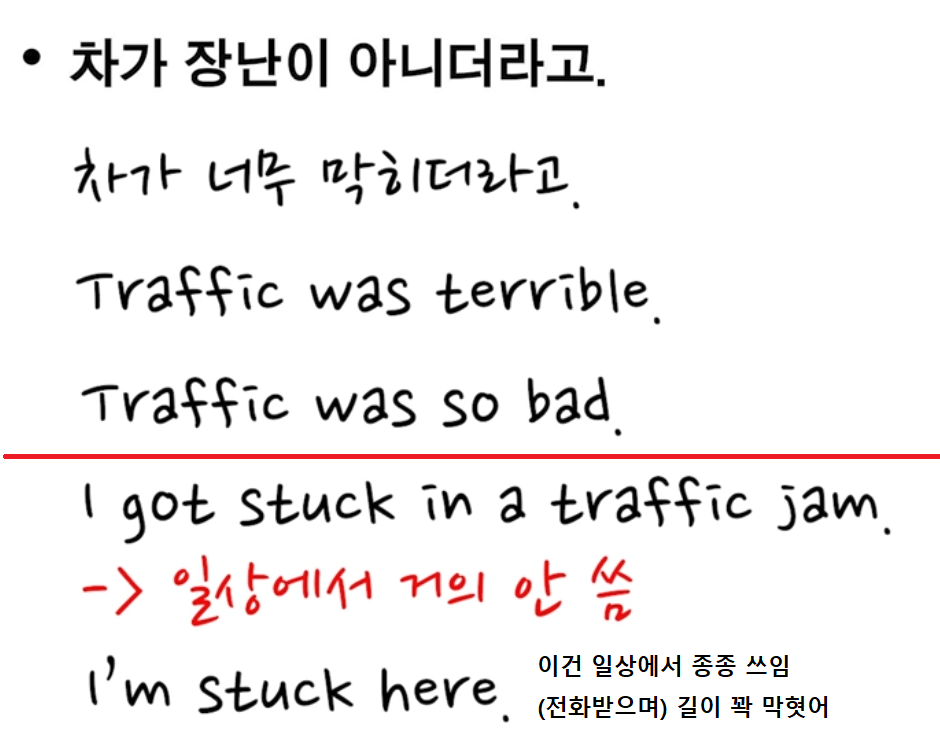 • 차가 장난이 아니더라고.
차가 너무 막히더라고.
Traffic was terrible.
Traffic was so bad.
I got stuck in a traffic jam.
-> 일상에서 거의 안 씀
I'm stuck here.
이건 일상에서 종종 쓰임
(전화받으며) 길이 꽉 막혓어